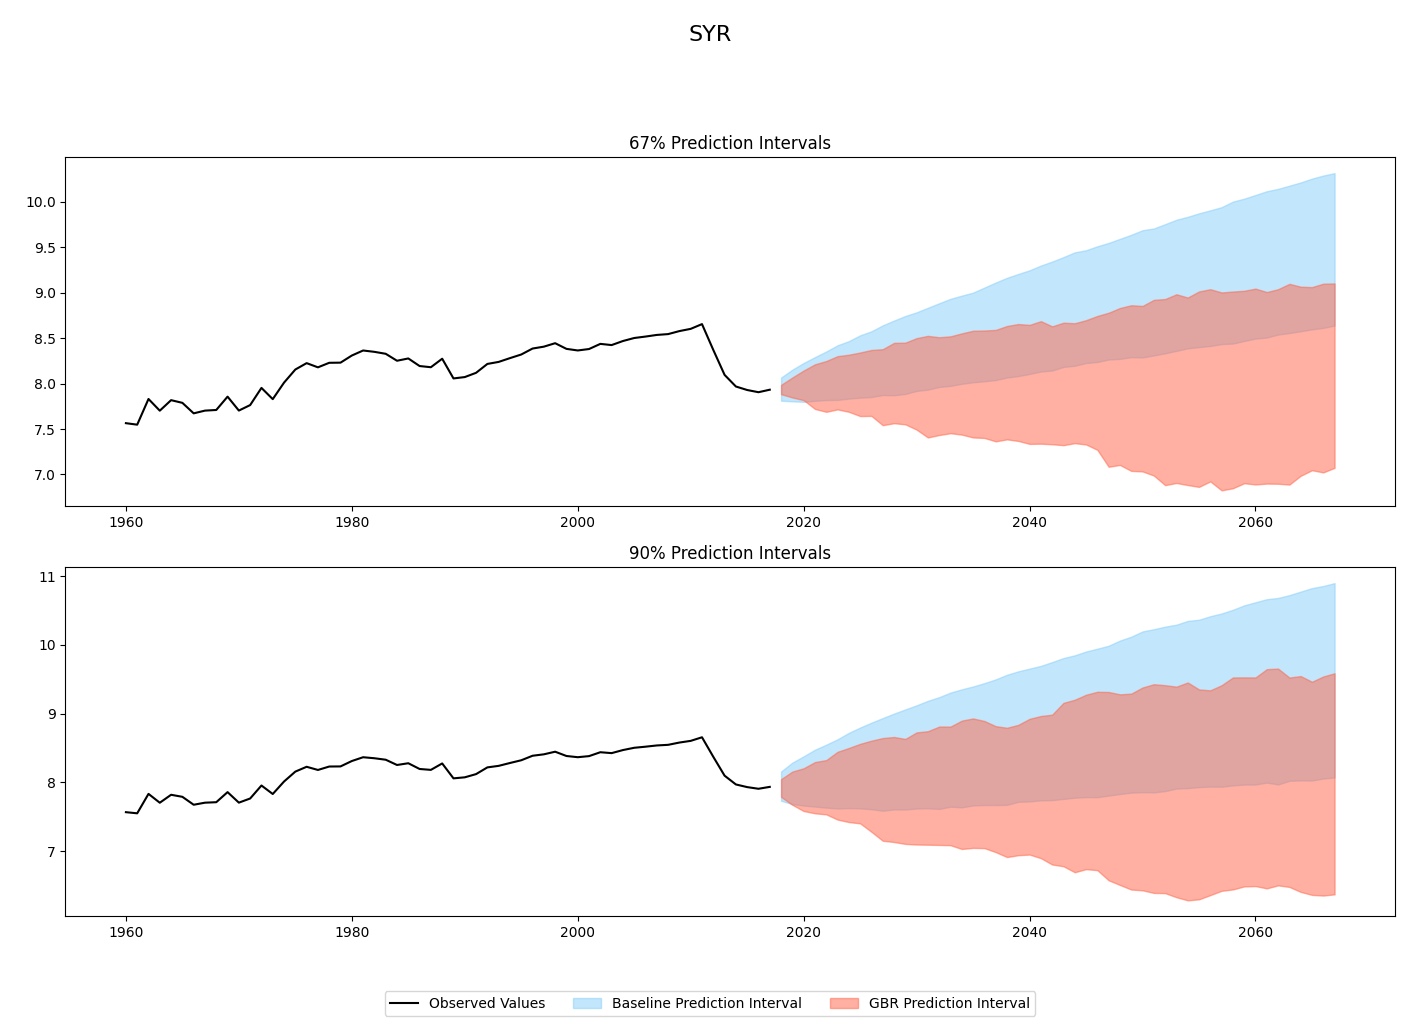 SYR
67% Prediction Intervals
10.0
9.5
9.0
8.5
8.0
7.5
7.0
1960 1980 2000 2020 2040 2060
90% Prediction Intervals
11
10
9
8
7
1960 1980 2000 2020 2040 2060
Observed Values Baseline Prediction Interval GBR Prediction Interval